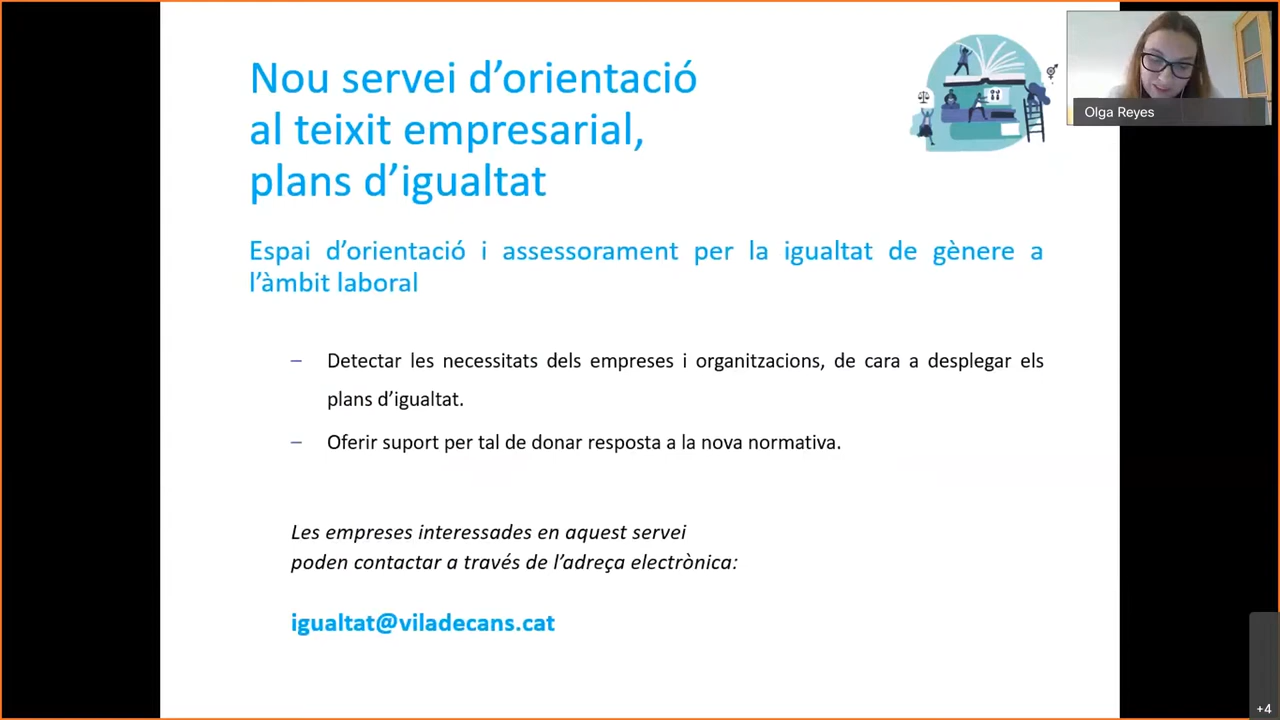 Nou servei d’orientació
al teixit empresarial,
plans d’igualtat
Olga Reyes
Espai d’orientació i assessorament per la igualtat de gènere a
l’àmbit laboral
– Detectar les necessitats dels empreses i organitzacions, de cara a desplegar els
plans d’igualtat.
– Oferir suport per tal de donar resposta a la nova normativa.
Les empreses interessades en aquest servei
poden contactar a través de l’adreça electrònica:
igualtat@viladecans.cat
+4